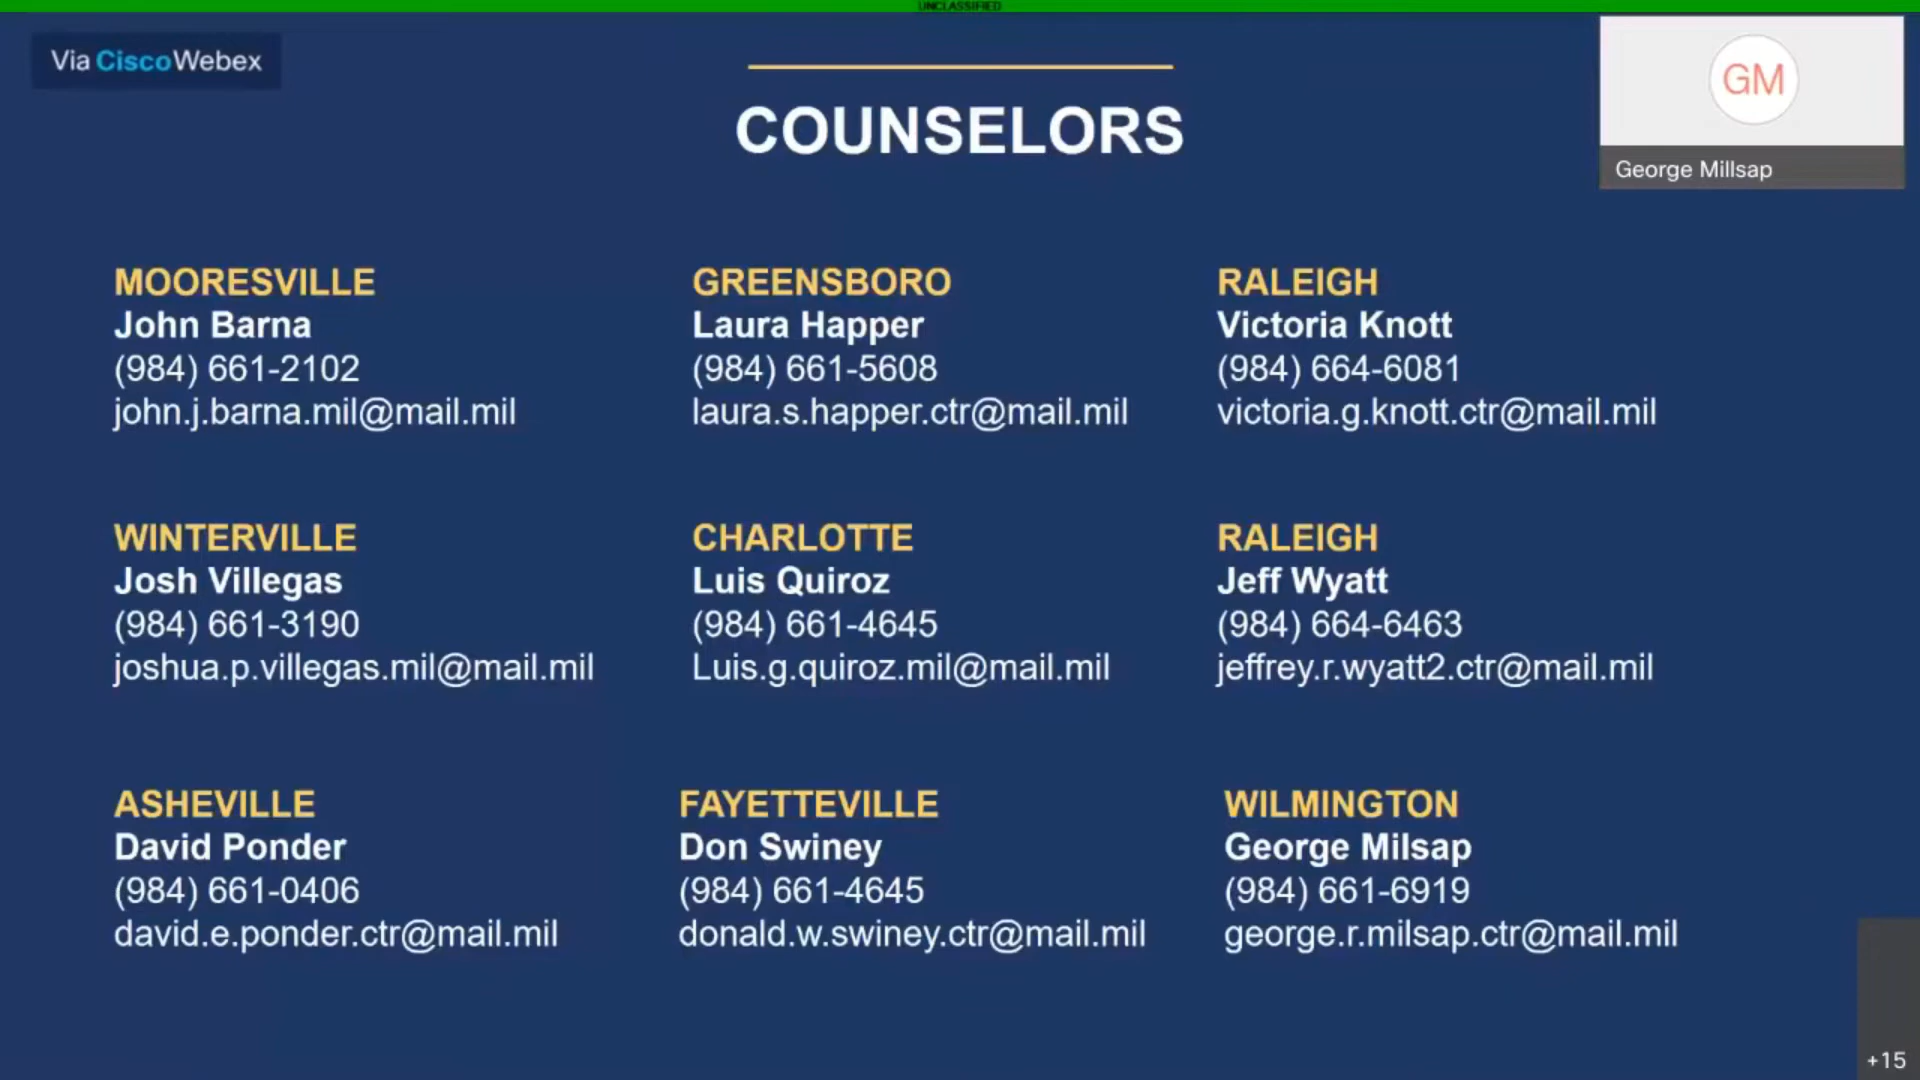 UNCLASSIFIED
Via CiscoWebex
GM
George Millsap
COUNSELORS
MOORESVILLE
John Barna
(984) 661-2102
john.j.barna.mil@mail.mil
GREENSBORO
Laura Happer
(984) 661-5608
laura.s.happer.ctr@mail.mil
RALEIGH
Victoria Knott
(984) 664-6081
victoria.g.knott.ctr@mail.mil
WINTERVILLE
Josh Villegas
(984) 661-3190
joshua.p.villegas.mil@mail.mil
CHARLOTTE
Luis Quiroz
(984) 661-4645
Luis.g.quiroz.mil@mail.mil
RALEIGH
Jeff Wyatt
(984) 664-6463
jeffrey.r.wyatt2.ctr@mail.mil
ASHEVILLE
David Ponder
(984) 661-0406
david.e.ponder.ctr@mail.mil
FAYETTEVILLE
Don Swiney
(984) 661-4645
donald.w.swiney.ctr@mail.mil
WILMINGTON
George Milsap
(984) 661-6919
george.r.milsap.ctr@mail.mil
+15